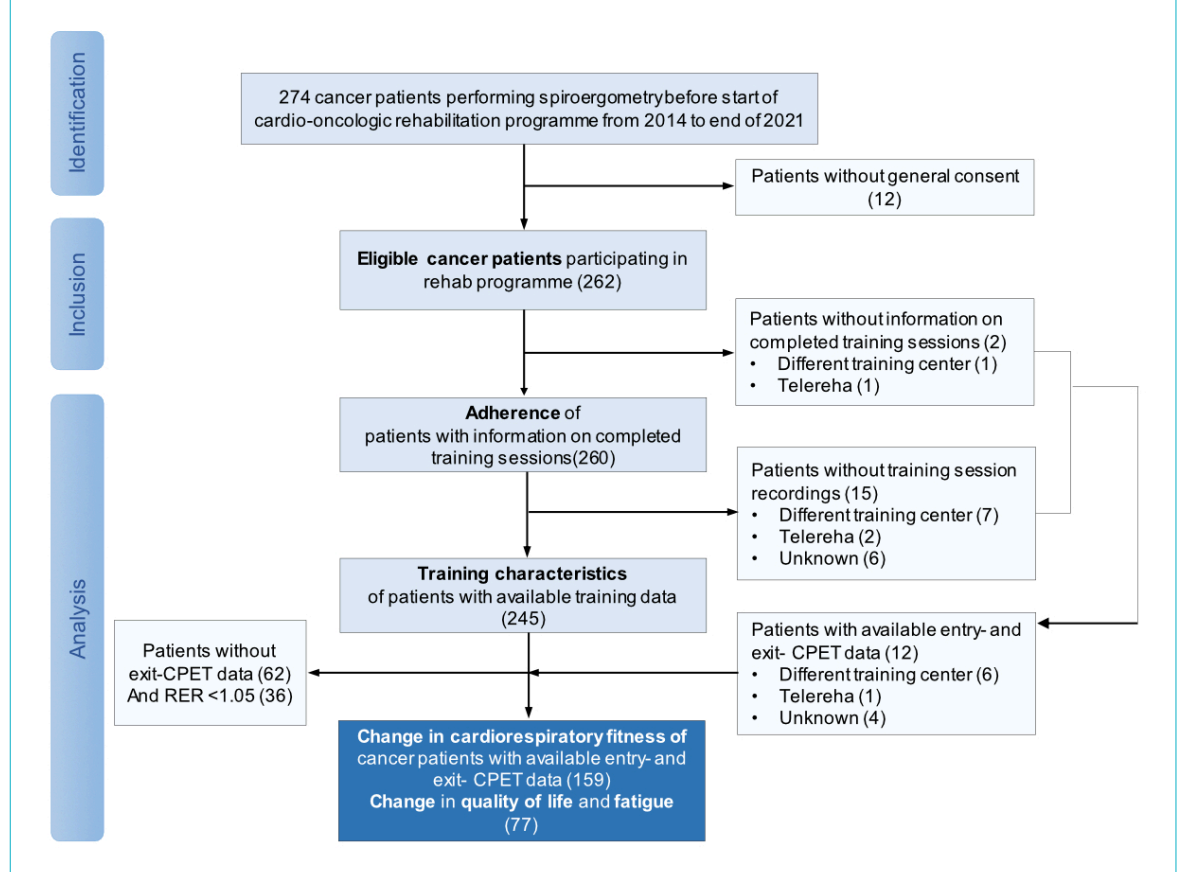 Identification
274 cancer patients performing spiroergometry before start of
cardio-oncologic rehabilitation programme from 2014 to end of 2021
Patients without general consent
(12)
Inclusion
Eligible cancer patients participating in
rehab programme (262)
Patients without information on
completed training sessions (2)
• Different training center (1)
• Telereha (1)
Analysis
Adherence of
patients with information on completed
training sessions(260)
Patients without training session
recordings (15)
• Different training center (7)
• Telereha (2)
• Unknown (6)
Training characteristics
of patients with available training data
(245)
Patients with available entry- and
exit- CPET data (12)
• Different training center (6)
• Telereha (1)
• Unknown (4)
Patients without
exit-CPET data (62)
And RER <1.05 (36)
Change in cardiorespiratory fitness of
cancer patients with available entry- and
exit- CPET data (159)
Change in quality of life and fatigue
(77)